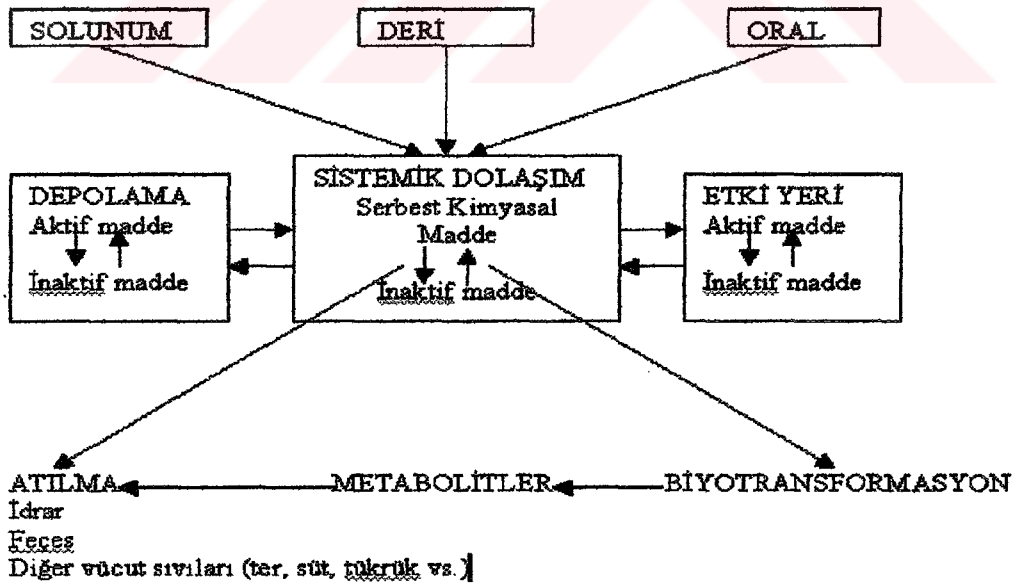 SOLUNUM
DERİ
ORAL
DEPOLAMA
Aktif madde
İnaktif madde
SİSTEMİK DOLAŞIM
Serbest Kimyasal
Madde
İnaktif madde
ETKİ YERİ
Aktif madde
İnaktif madde
ATILMA METABOLİTLER BİYOTRANSFORMASYON
İdrar
Feçes
Diğer vücut sıvıları (ter, süt, tükrük vs.)